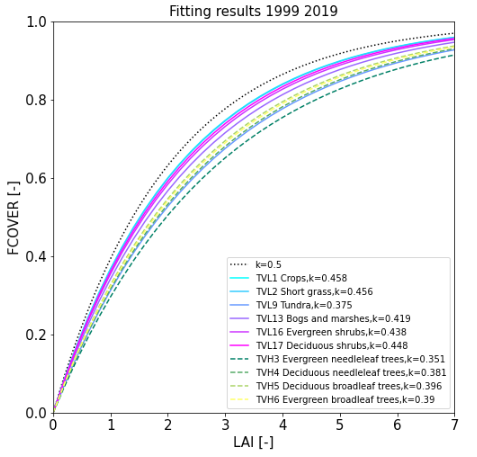 Fitting results 1999 2019
1.0
0.8
0.6
0.4
0.2
0.0
FCOVER [-]
k=0.5
TVL1 Crops,k=0.458
TVL2 Short grass,k=0.456
TVL9 Tundra,k=0.375
TVL13 Bogs and marshes,k=0.419
TVL16 Evergreen shrubs,k=0.438
TVL17 Deciduous shrubs,k=0.448
TVH3 Evergreen needleleaf trees,k=0.351
TVH4 Deciduous needleleaf trees,k=0.381
TVH5 Deciduous broadleaf trees,k=0.396
TVH6 Evergreen broadleaf trees,k=0.39
0 1 2 3 4 5 6 7
LAI [-]